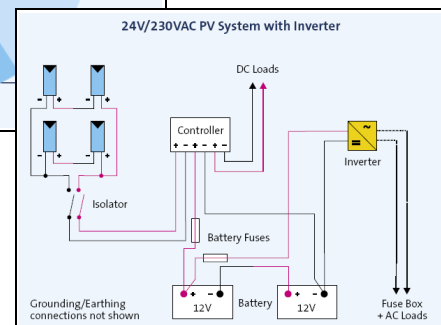 24V/230VAC PV System with Inverter
DC Loads
- + - +
Controller
+ - + - + -
~
=
- + - +
Inverter
Isolator
Battery Fuses
+ - + -
12V
Battery
12V
Grounding/Earthing
connections not shown
Fuse Box
+ AC Loads